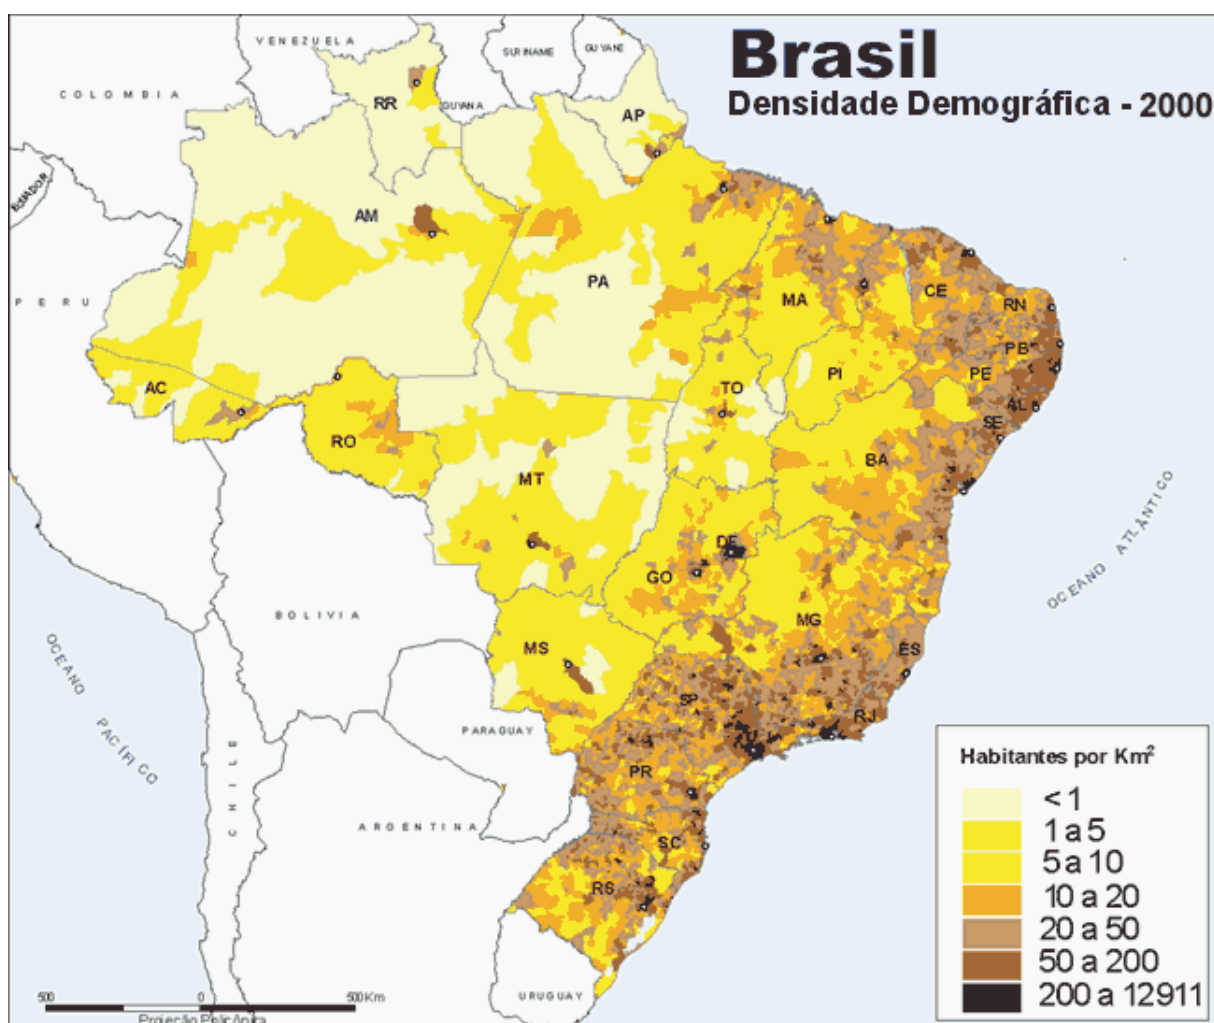 Brasil
Densidade Demográfica - 2000
VENEZUELA
SURINAME
GUYANE
COLOMBIA
GUYANA
RR
AP
EQUADOR
AM
PA
MA
CE
RN
PERU
PB
PI
PE
AC
TO
AL
SE
RO
BA
MT
OCEANO ATLÂNTICO
DF
GO
BOLIVIA
MG
MS
ES
OCEANO PACÍFICO
SP
RJ
PARAGUAY
PR
CHILE
ARGENTINA
SC
RS
URUGUAY
Habitantes por Km²
< 1
1 a 5
5 a 10
10 a 20
20 a 50
50 a 200
200 a 12911
500 0 500 Km
Projeção Policônica